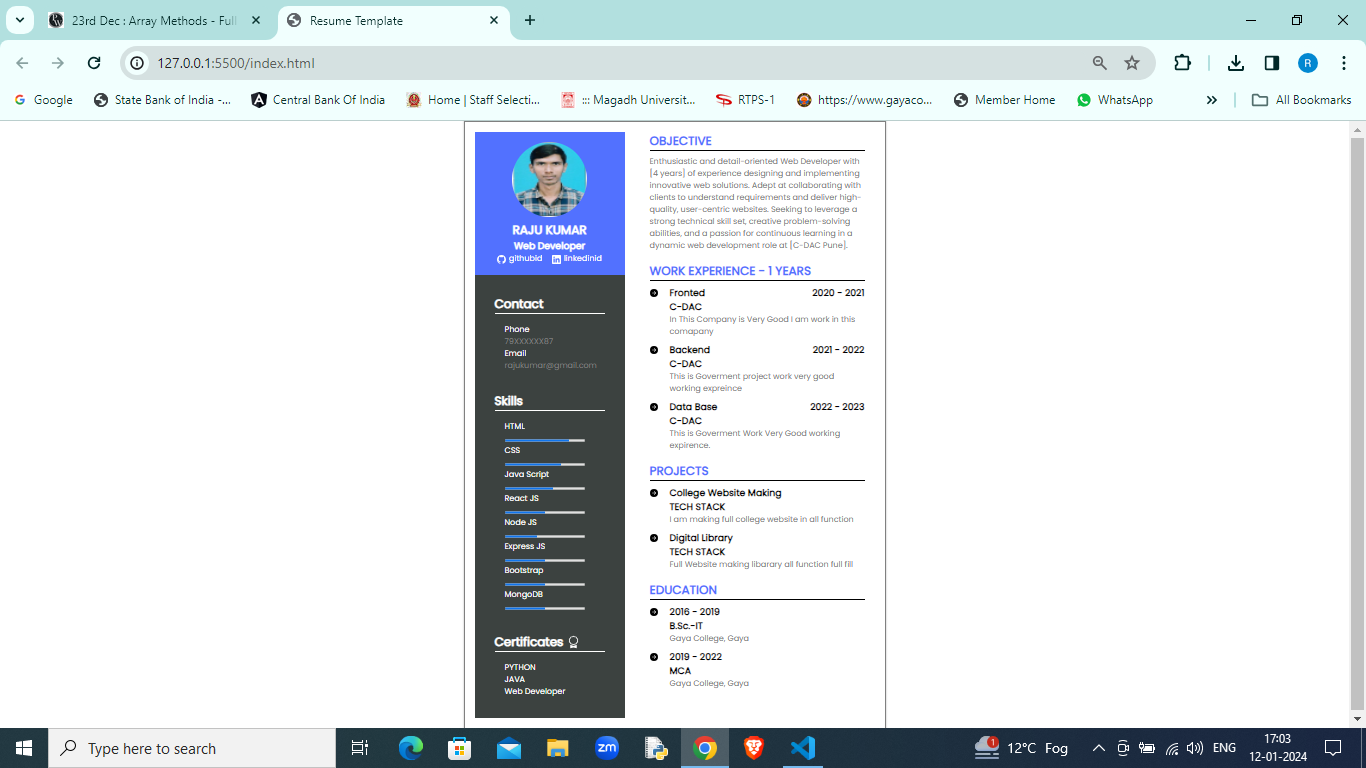 23rd Dec : Array Methods - Full
Resume Template
127.0.0.1:5500/index.html
R
Google
State Bank of India -...
Central Bank Of India
Home | Staff Selecti...
::: Magadh Universit...
RTPS-1
https://www.gayaco...
Member Home
WhatsApp
»
All Bookmarks
RAJU KUMAR
Web Developer
githubid linkedinid
Contact
Phone
79XXXXXX87
Email
rajukumar@gmail.com
Skills
HTML
CSS
Java Script
React JS
Node JS
Express JS
Bootstrap
MongoDB
Certificates
PYTHON
JAVA
Web Developer
OBJECTIVE
Enthusiastic and detail-oriented Web Developer with
[4 years] of experience designing and implementing
innovative web solutions. Adept at collaborating with
clients to understand requirements and deliver high-
quality, user-centric websites. Seeking to leverage a
strong technical skill set, creative problem-solving
abilities, and a passion for continuous learning in a
dynamic web development role at [C-DAC Pune].
WORK EXPERIENCE - 1 YEARS
Fronted 2020 - 2021
C-DAC
In This Company is Very Good I am work in this
comapany
Backend 2021 - 2022
C-DAC
This is Goverment project work very good
working expreince
Data Base 2022 - 2023
C-DAC
This is Goverment Work Very Good working
expirence.
PROJECTS
College Website Making
TECH STACK
I am making full college website in all function
Digital Library
TECH STACK
Full Website making libarary all function full fill
EDUCATION
2016 - 2019
B.Sc.-IT
Gaya College, Gaya
2019 - 2022
MCA
Gaya College, Gaya
Type here to search
zm
1
12°C Fog
ENG
17:03
12-01-2024